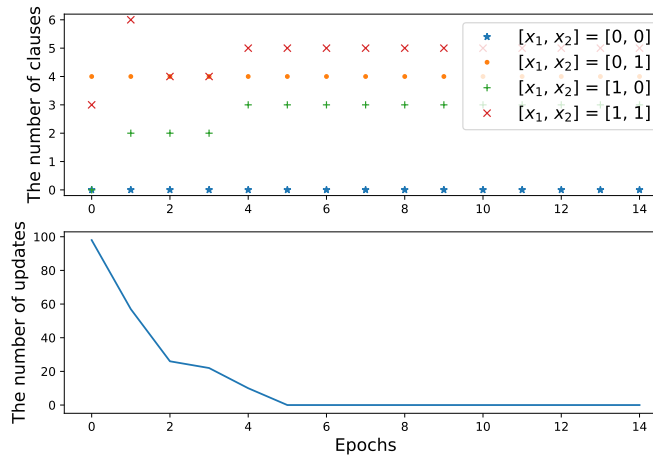 The number of clauses
6
5
4
3
2
1
0
[x₁, x₂] = [0, 0]
[x₁, x₂] = [0, 1]
[x₁, x₂] = [1, 0]
[x₁, x₂] = [1, 1]
0 2 4 6 8 10 12 14
The number of updates
100
80
60
40
20
0
0 2 4 6 8 10 12 14
Epochs